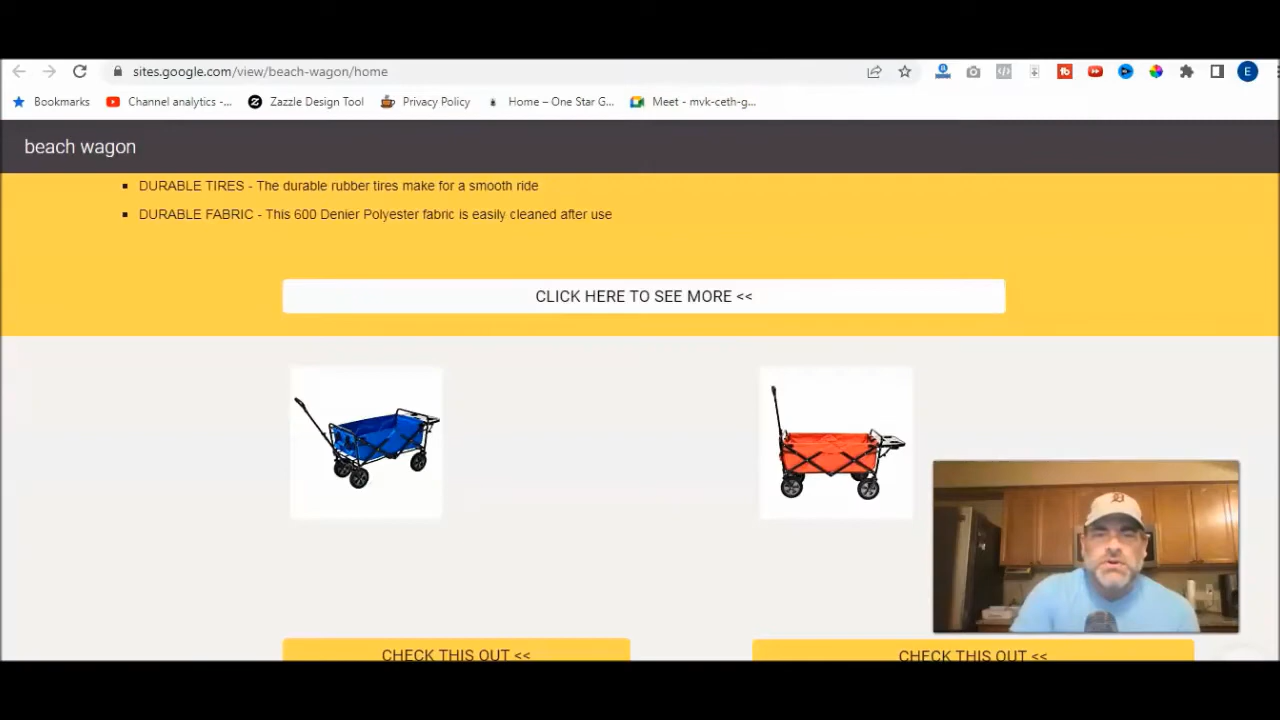 sites.google.com/view/beach-wagon/home
E
Bookmarks
Channel analytics -...
Zazzle Design Tool
Privacy Policy
Home – One Star G...
Meet - mvk-ceth-g...
beach wagon
▪ DURABLE TIRES - The durable rubber tires make for a smooth ride
▪ DURABLE FABRIC - This 600 Denier Polyester fabric is easily cleaned after use
CLICK HERE TO SEE MORE <<
CHECK THIS OUT <<
CHECK THIS OUT <<